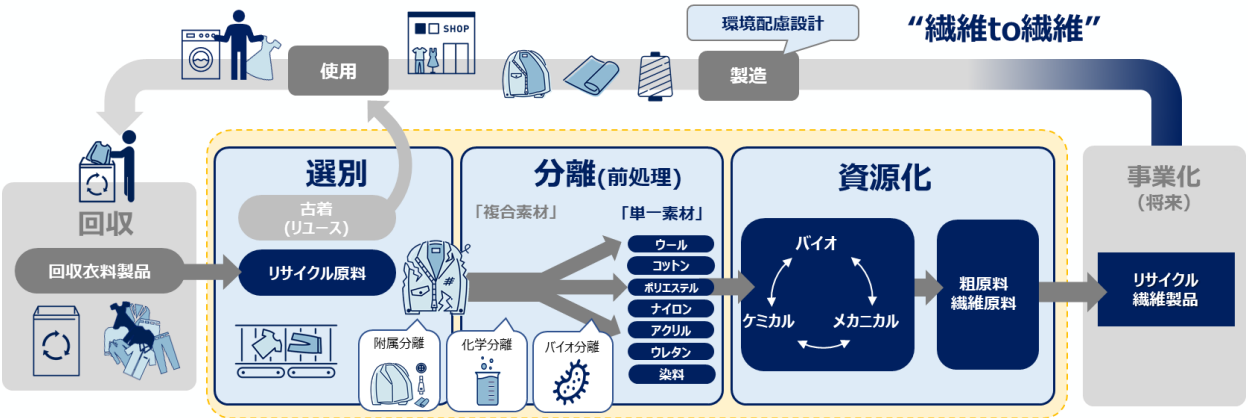 環境配慮設計
“繊維to繊維”
SHOP
使用
製造
回収
回収衣料製品
選別
古着
(リユース)
リサイクル原料
分離(前処理)
「複合素材」
「単一素材」
ウール
コットン
ポリエステル
ナイロン
アクリル
ウレタン
染料
附属分離
化学分離
バイオ分離
#
資源化
バイオ
ケミカル
メカニカル
粗原料
繊維原料
事業化
(将来)
リサイクル
繊維製品